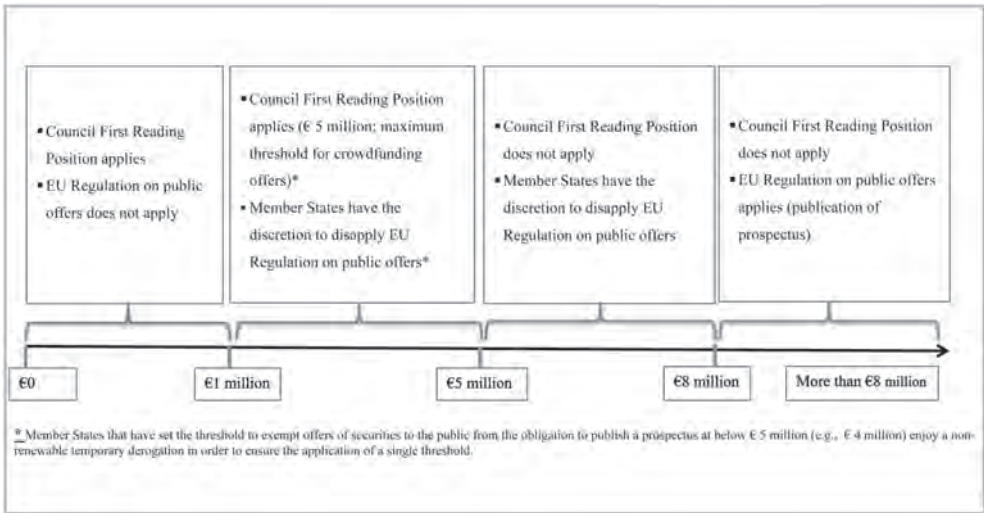 ▪ Council First Reading
Position applies
▪ EU Regulation on public
offers does not apply
▪ Council First Reading Position
applies (€ 5 million: maximum
threshold for crowdfunding
offers)*
▪ Member States have the
discretion to disapply EU
Regulation on public offers*
▪ Council First Reading Position
does not apply
▪ Member States have the
discretion to disapply EU
Regulation on public offers
▪ Council First Reading Position
does not apply
▪ EU Regulation on public offers
applies (publication of
prospectus)
€0
€1 million
€5 million
€8 million
More than €8 million
* Member States that have set the threshold to exempt offers of securities to the public from the obligation to publish a prospectus at below € 5 million (e.g., € 4 million) enjoy a non-
renewable temporary derogation in order to ensure the application of a single threshold.